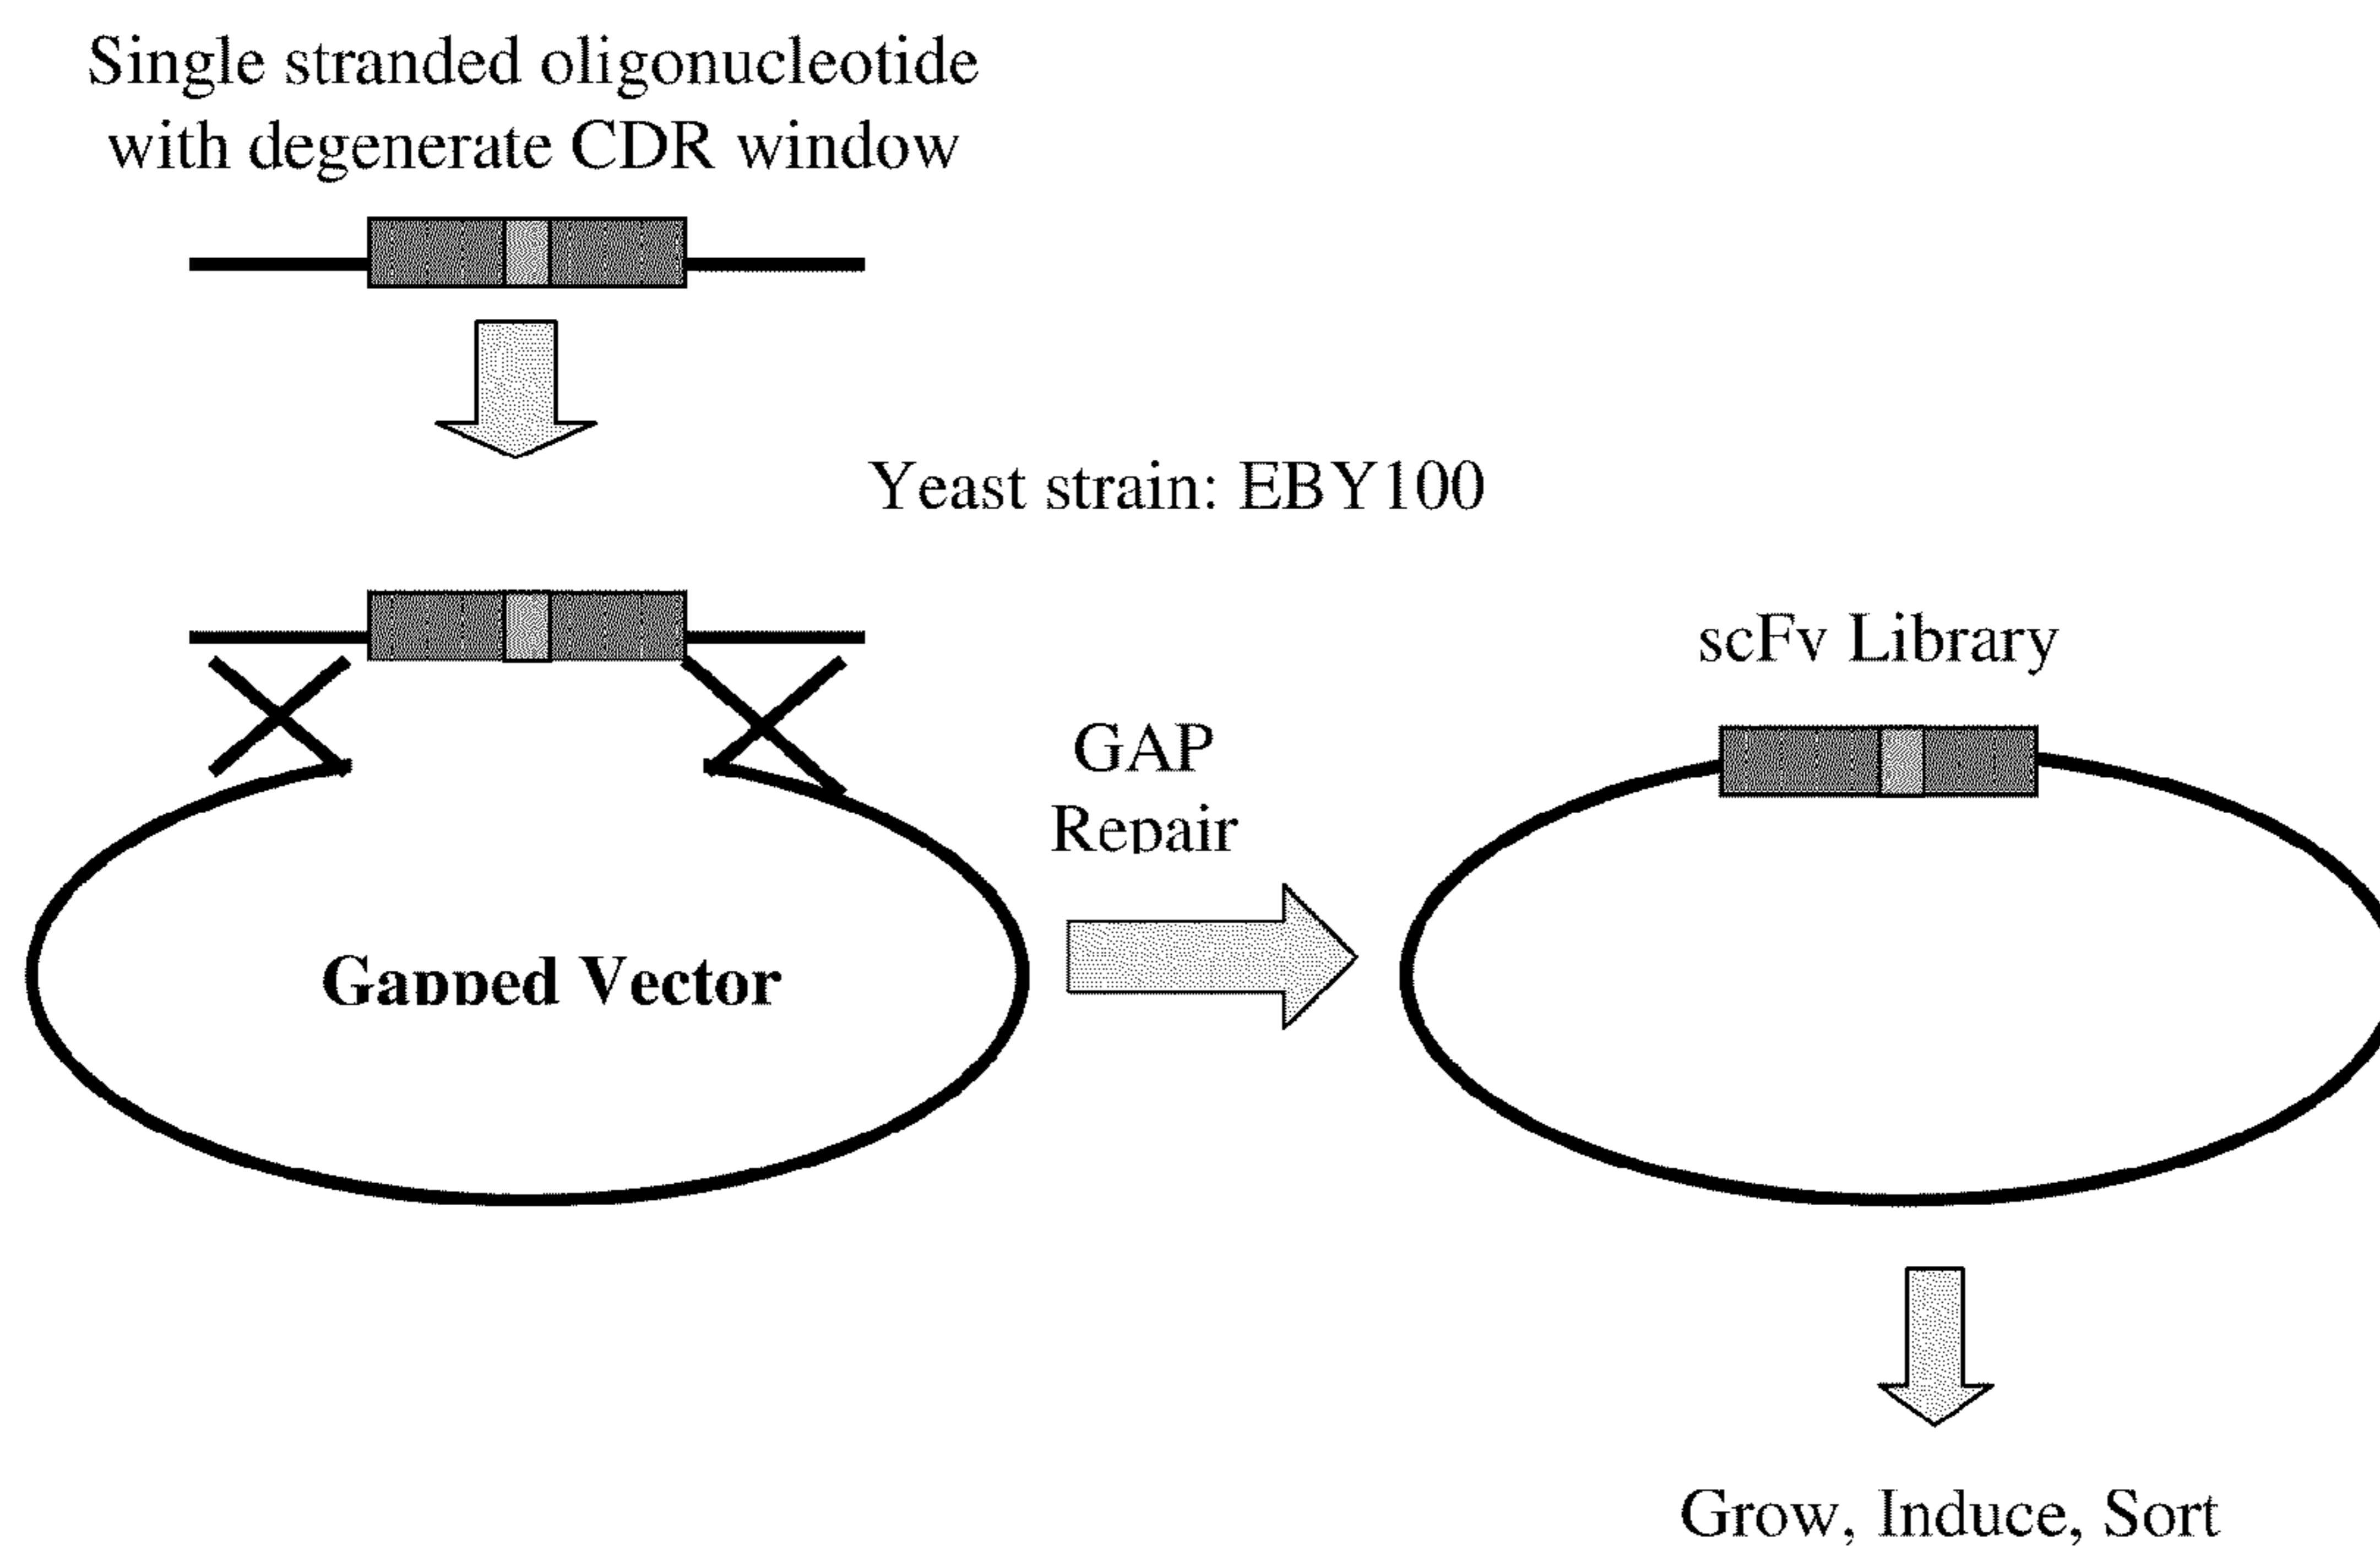 Single stranded oligonucleotide
with degenerate CDR window
Yeast strain: EBY100
scFv Library
GAP
Repair
Gapped Vector
Grow, Induce, Sort